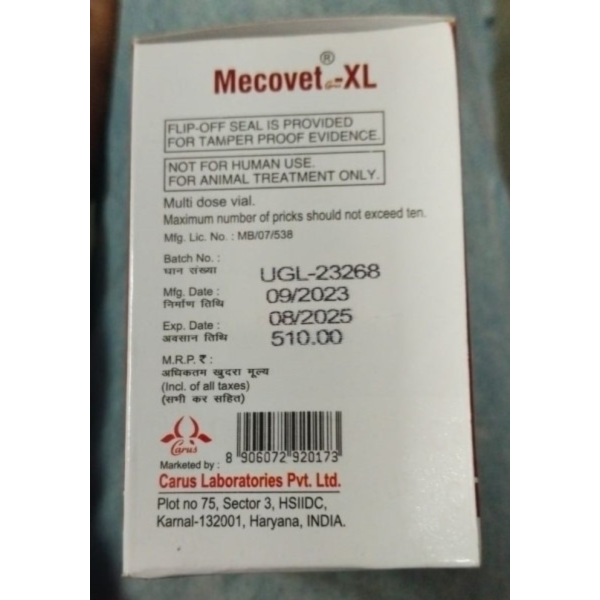 Mecovet®-XL
FLIP-OFF SEAL IS PROVIDED
FOR TAMPER PROOF EVIDENCE.
NOT FOR HUMAN USE.
FOR ANIMAL TREATMENT ONLY.
Multi dose vial.
Maximum number of pricks should not exceed ten.
Mfg. Lic. No. : MB/07/538
Batch No. :
घान संख्या
UGL-23268
Mfg. Date :
निर्माण तिथि
09/2023
Exp. Date :
अवसान तिथि
08/2025
510.00
M.R.P. ₹ :
अधिकतम खुदरा मूल्य
(Incl. of all taxes)
(सभी कर सहित)
Carus
8 906072 920173
Marketed by :
Carus Laboratories Pvt. Ltd.
Plot no 75, Sector 3, HSIIDC,
Karnal-132001, Haryana, INDIA.